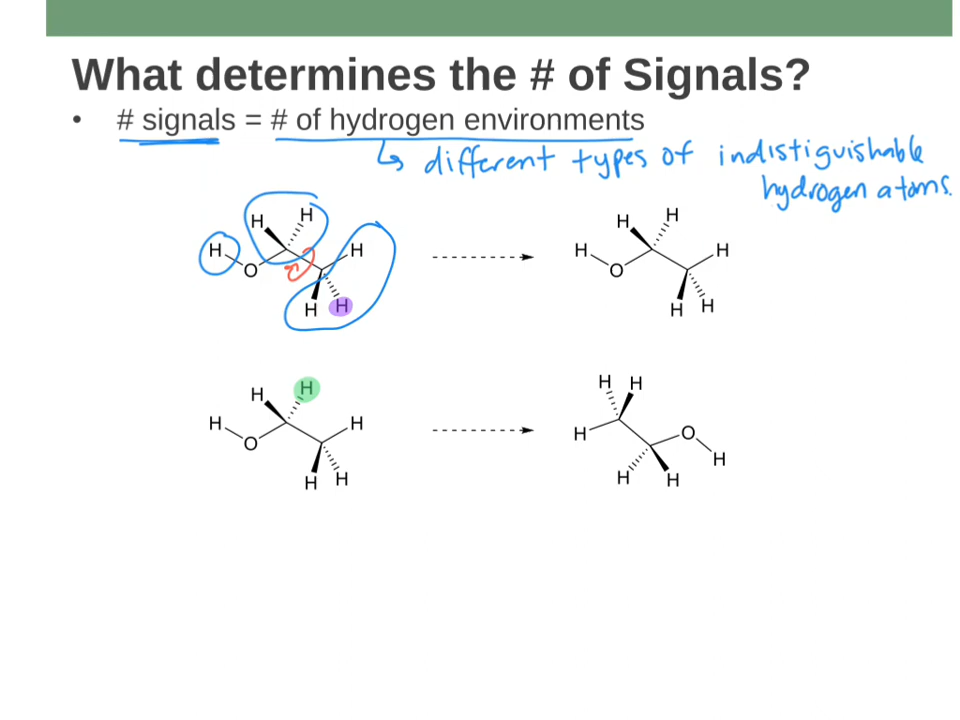 What determines the # of Signals?
• # signals = # of hydrogen environments
↳ different types of indistiguishable
hydrogen atoms.
H H H H
H H H H
O O
H H H H
H H H
H H H
H H H O
O H
H H H H